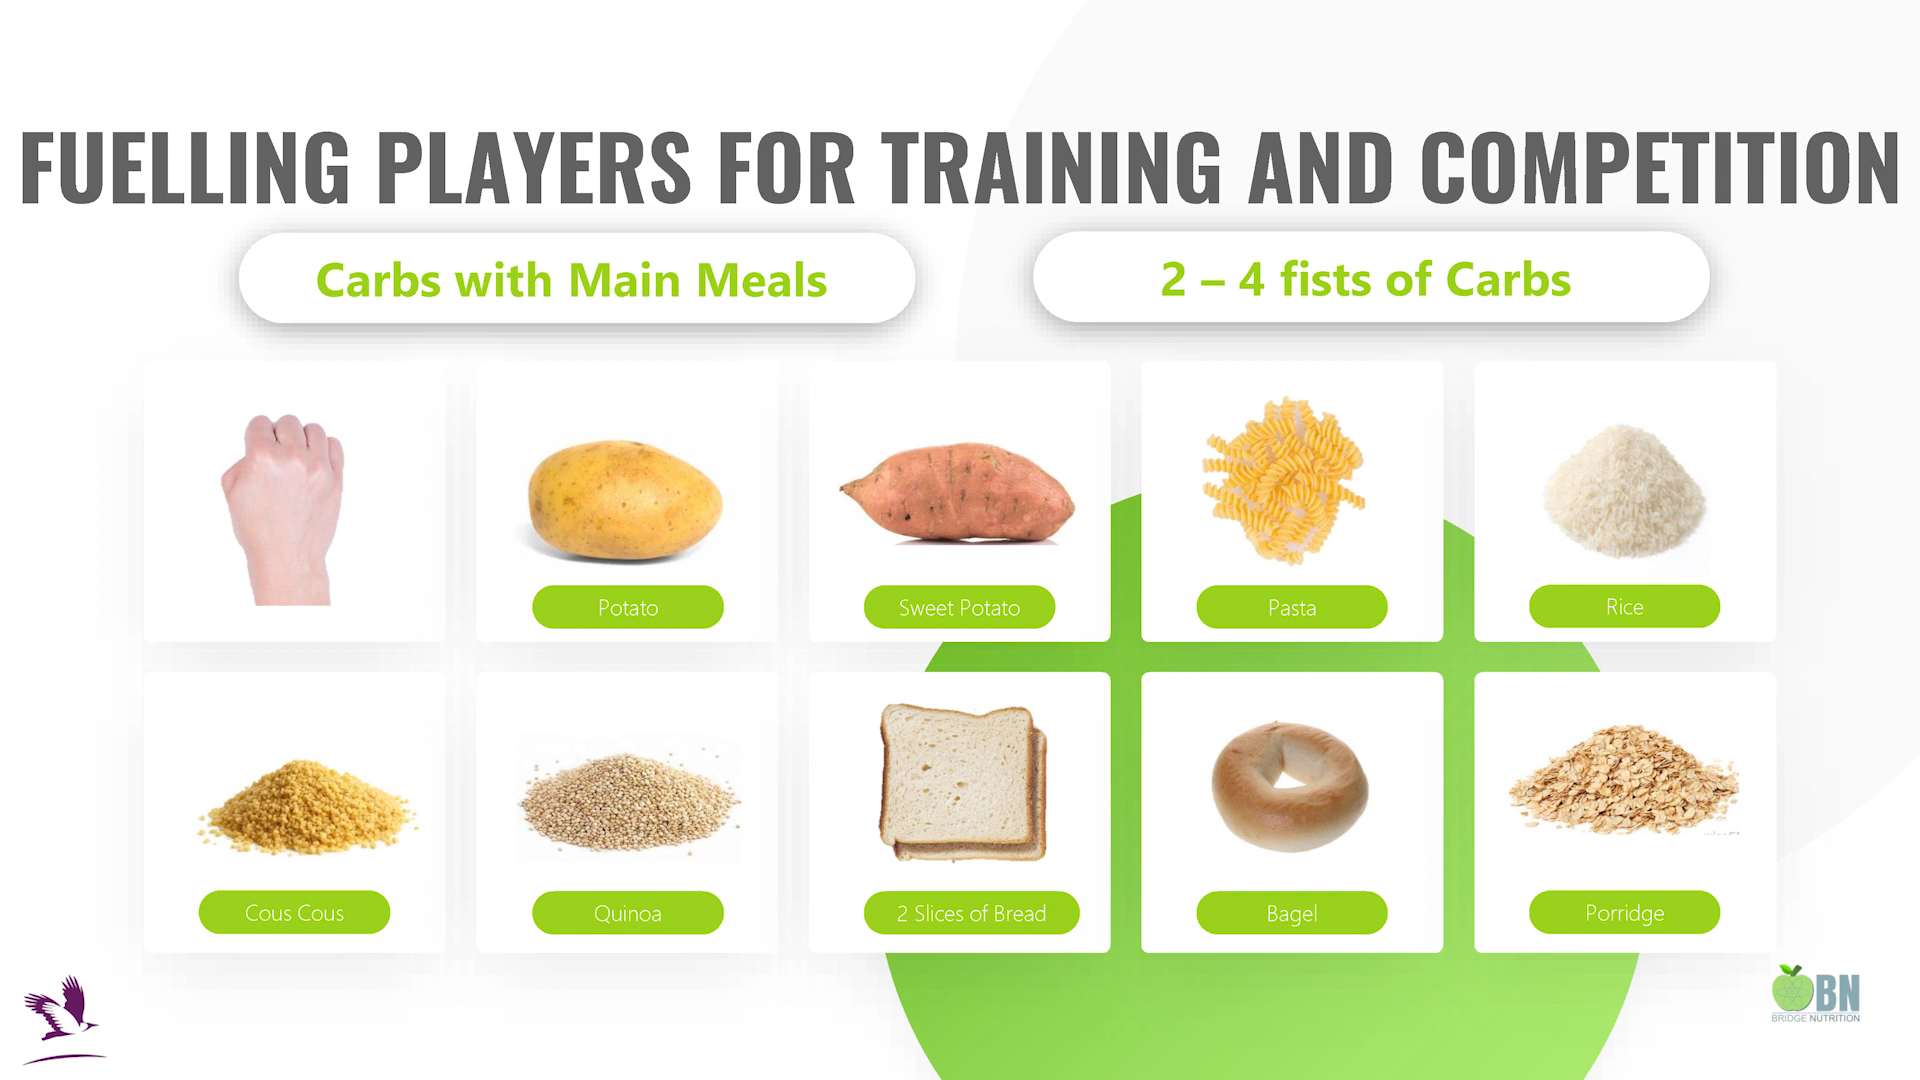 FUELLING PLAYERS FOR TRAINING AND COMPETITION
Carbs with Main Meals
2 – 4 fists of Carbs
Potato
Sweet Potato
Pasta
Rice
Cous Cous
Quinoa
2 Slices of Bread
Bagel
Porridge
BN
BRIDGE NUTRITION